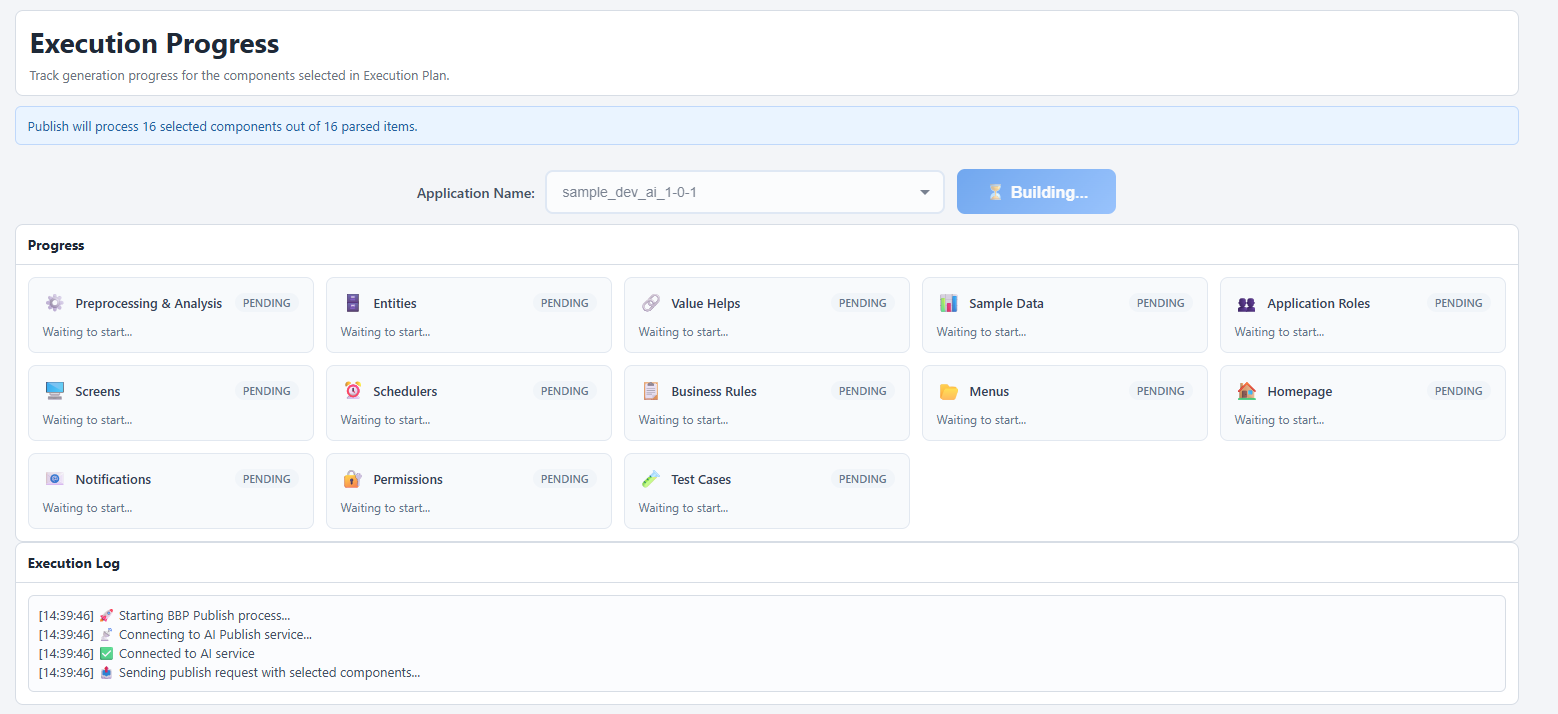 Execution Progress
Track generation progress for the components selected in Execution Plan.
Publish will process 16 selected components out of 16 parsed items.
Application Name: sample_dev_ai_1-0-1 Building...
Progress
Preprocessing & Analysis PENDING
Waiting to start...
Entities PENDING
Waiting to start...
Value Helps PENDING
Waiting to start...
Sample Data PENDING
Waiting to start...
Application Roles PENDING
Waiting to start...
Screens PENDING
Waiting to start...
Schedulers PENDING
Waiting to start...
Business Rules PENDING
Waiting to start...
Menus PENDING
Waiting to start...
Homepage PENDING
Waiting to start...
Notifications PENDING
Waiting to start...
Permissions PENDING
Waiting to start...
Test Cases PENDING
Waiting to start...
Execution Log
[14:39:46] 🚀 Starting BBP Publish process...
[14:39:46] 📡 Connecting to AI Publish service...
[14:39:46] ✅ Connected to AI service
[14:39:46] 📤 Sending publish request with selected components...